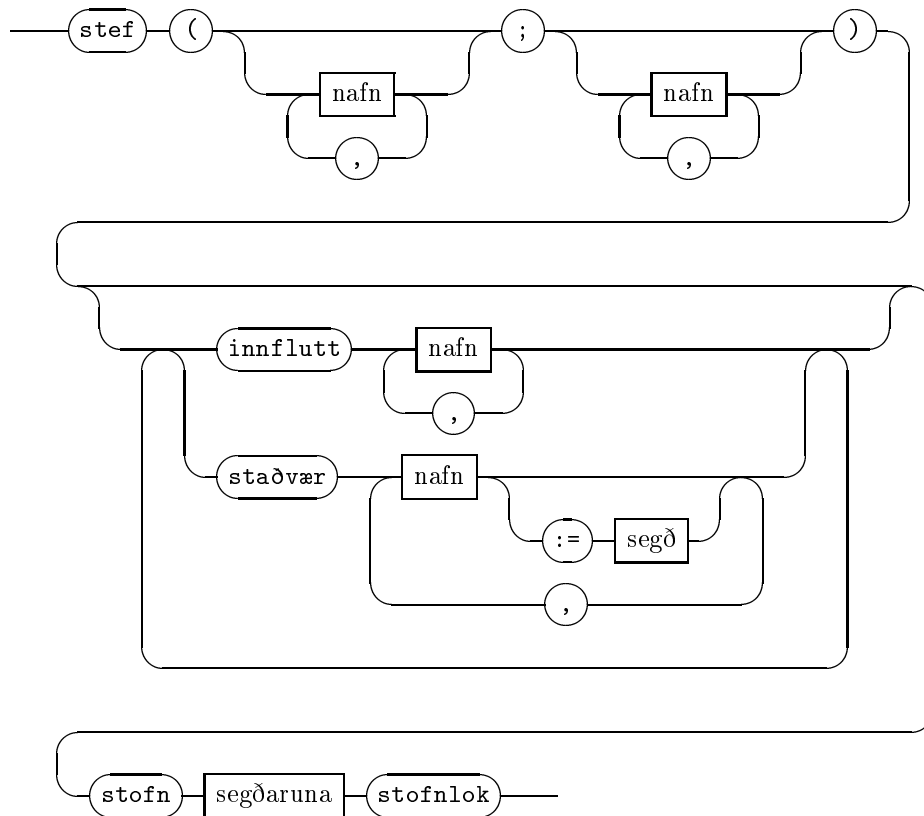 stef ( ; )
nafn nafn
, ,
innflutt nafn
,
staðvær nafn
:= segð
,
stofn segðaruna stofnlok